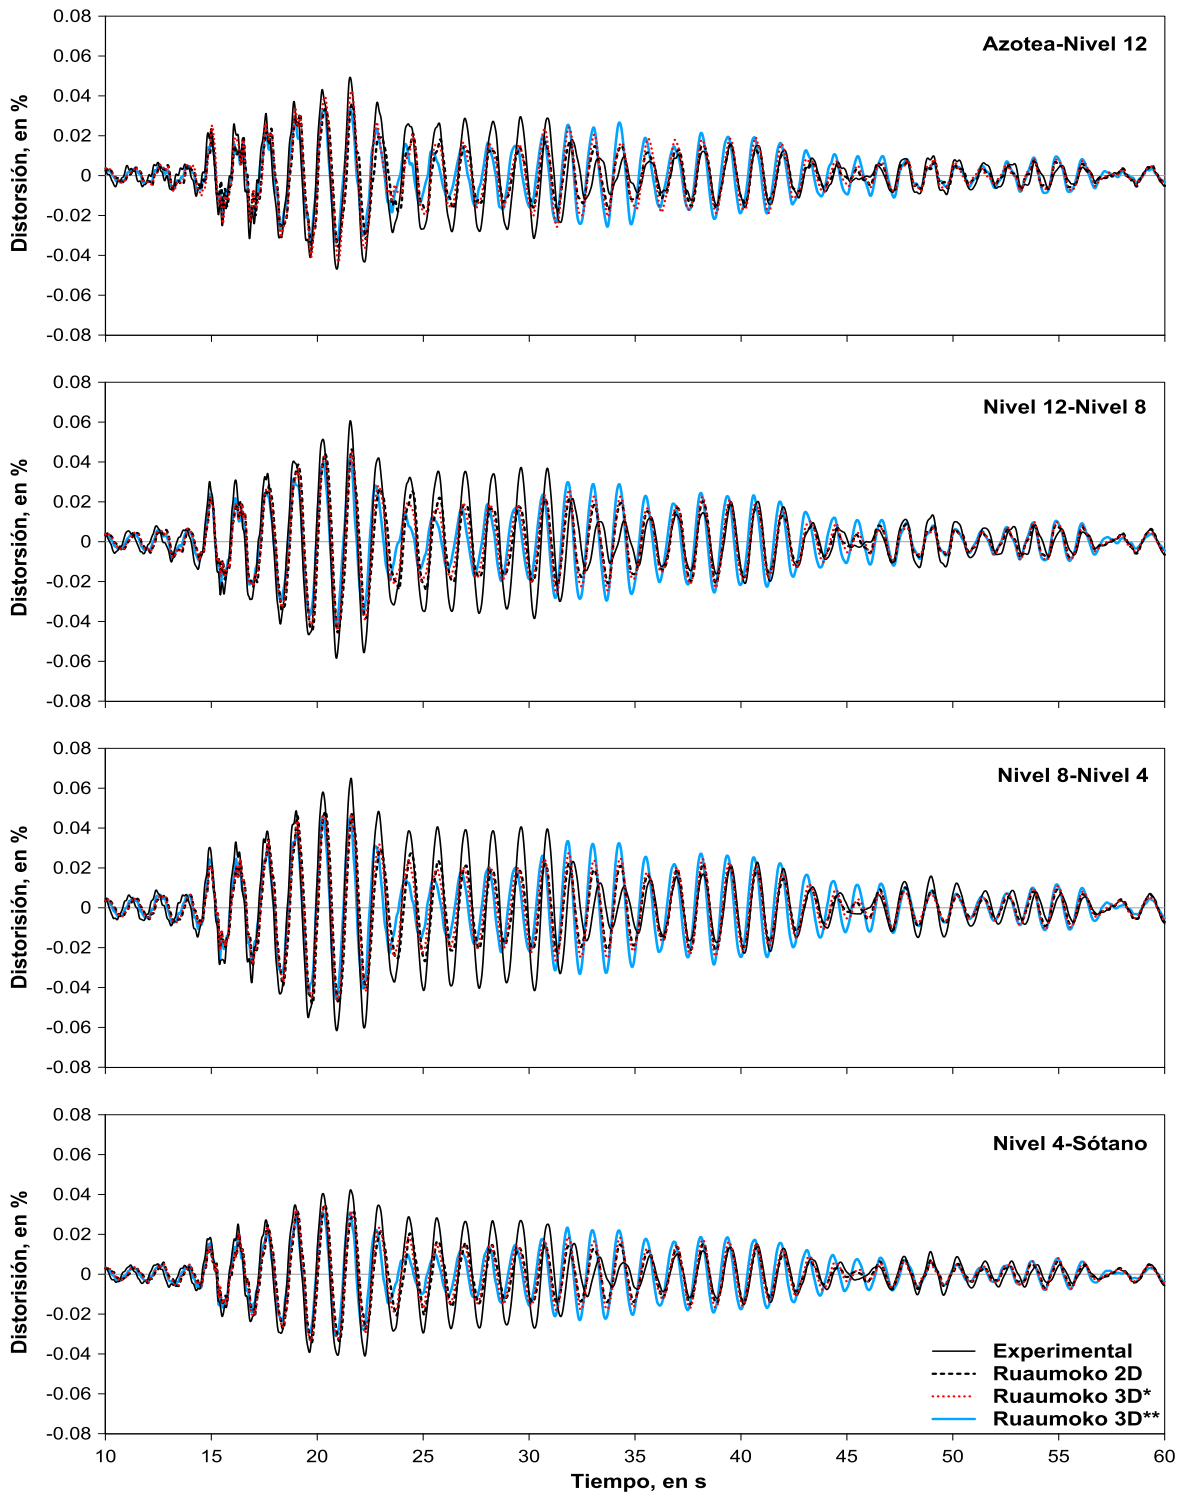 0.08
0.06
0.04
0.02
0
-0.02
-0.04
-0.06
-0.08
Distorsión, en %
Azotea-Nivel 12
0.08
0.06
0.04
0.02
0
-0.02
-0.04
-0.06
-0.08
Distorsión, en %
Nivel 12-Nivel 8
0.08
0.06
0.04
0.02
0
-0.02
-0.04
-0.06
-0.08
Distorisión, en %
Nivel 8-Nivel 4
0.08
0.06
0.04
0.02
0
-0.02
-0.04
-0.06
-0.08
Distorisión, en %
Nivel 4-Sótano
Experimental
Ruaumoko 2D
Ruaumoko 3D*
Ruaumoko 3D**
10 15 20 25 30 35 40 45 50 55 60
Tiempo, en s